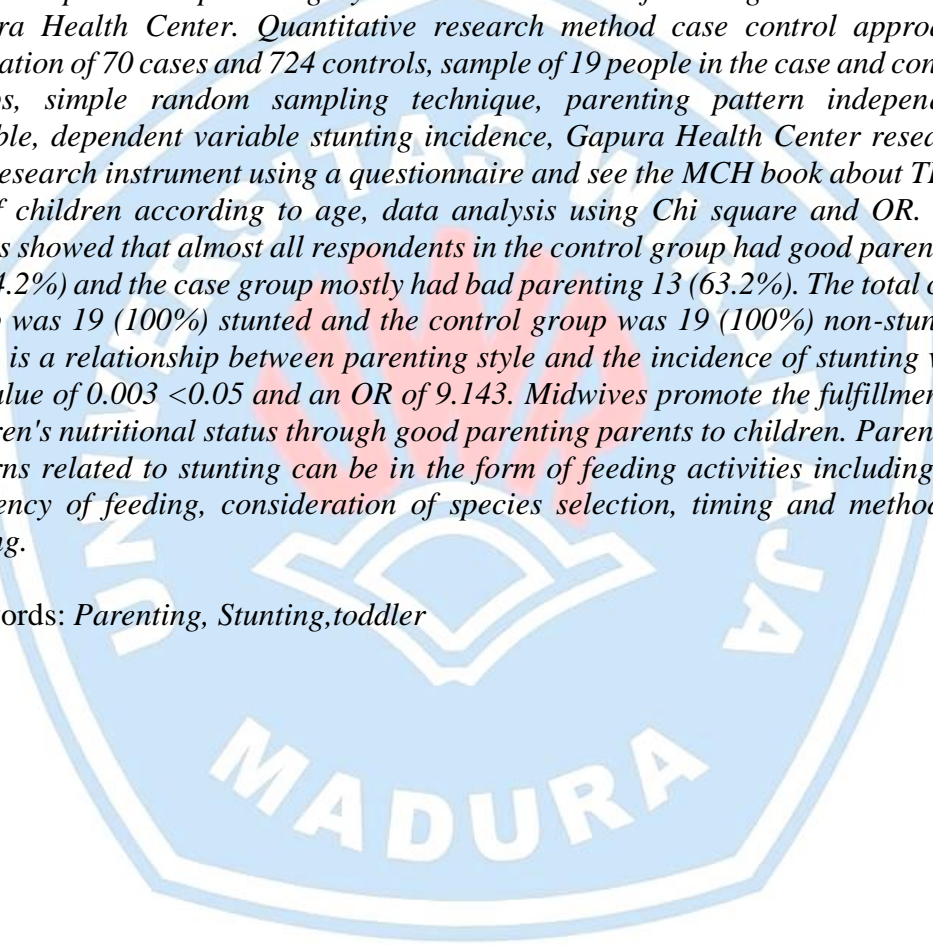 ra Health Center. Quantitative research method case control approa
ation of 70 cases and 724 controls, sample of 19 people in the case and con
s, simple random sampling technique, parenting pattern indepen
ble, dependent variable stunting incidence, Gapura Health Center resea
esearch instrument using a questionnaire and see the MCH book about T
f children according to age, data analysis using Chi square and OR.
s showed that almost all respondents in the control group had good paren
4.2%) and the case group mostly had bad parenting 13 (63.2%). The total c
was 19 (100%) stunted and the control group was 19 (100%) non-stun
is a relationship between parenting style and the incidence of stunting
alue of 0.003 <0.05 and an OR of 9.143. Midwives promote the fulfillmen
ren's nutritional status through good parenting parents to children. Paren
rns related to stunting can be in the form of feeding activities including
ency of feeding, consideration of species selection, timing and method
ng.
ords: Parenting, Stunting,toddler
UNIVERSITAS WIRARAJA
MADURA